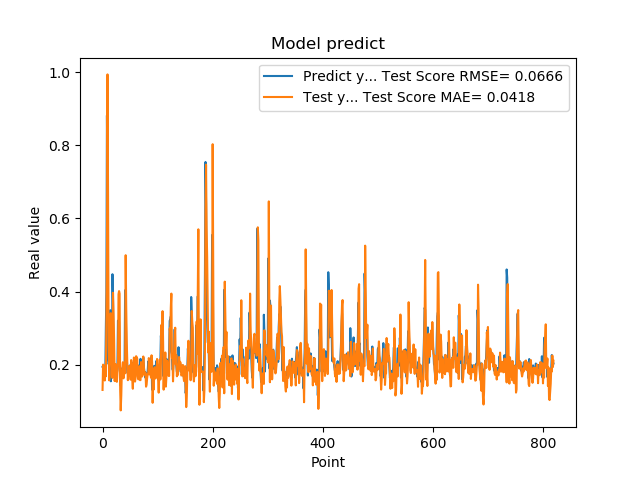 Model predict
Predict y... Test Score RMSE= 0.0666
Test y... Test Score MAE= 0.0418
1.0
0.8
0.6
0.4
0.2
Real value
0 200 400 600 800
Point